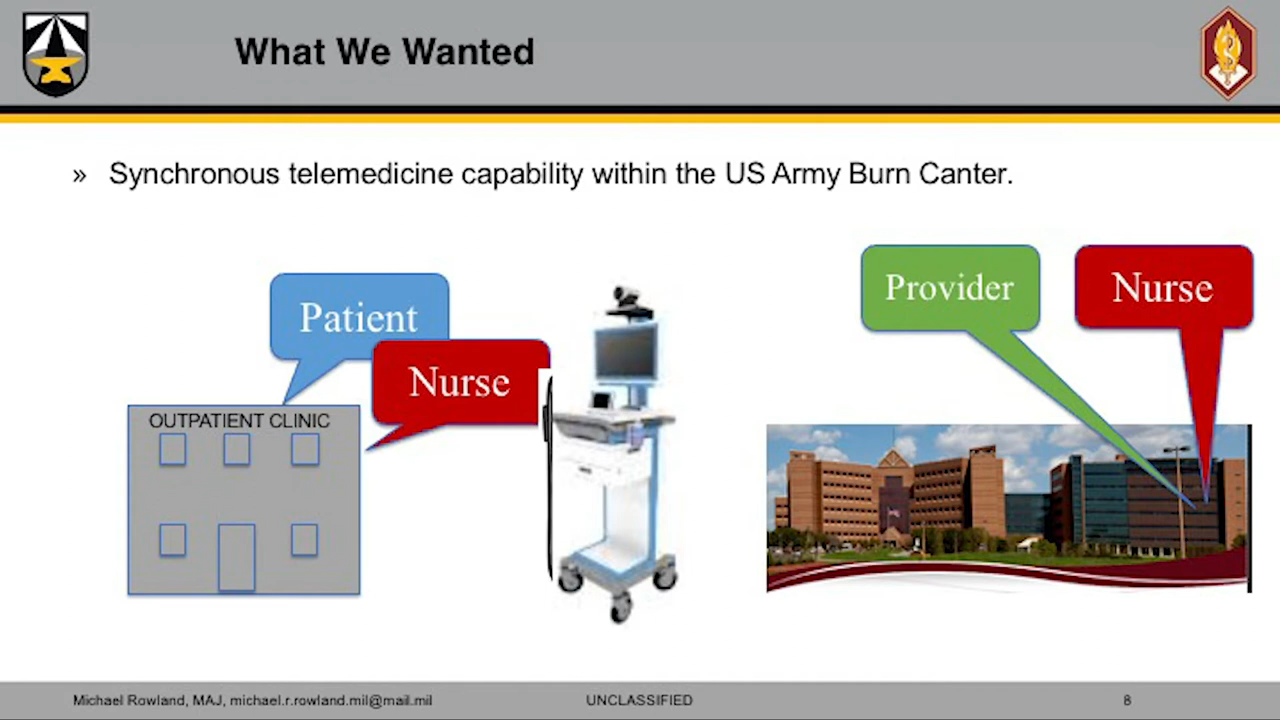 What We Wanted
» Synchronous telemedicine capability within the US Army Burn Canter.
Patient
Nurse
Provider
Nurse
OUTPATIENT CLINIC
Michael Rowland, MAJ, michael.r.rowland.mil@mail.mil
UNCLASSIFIED
8